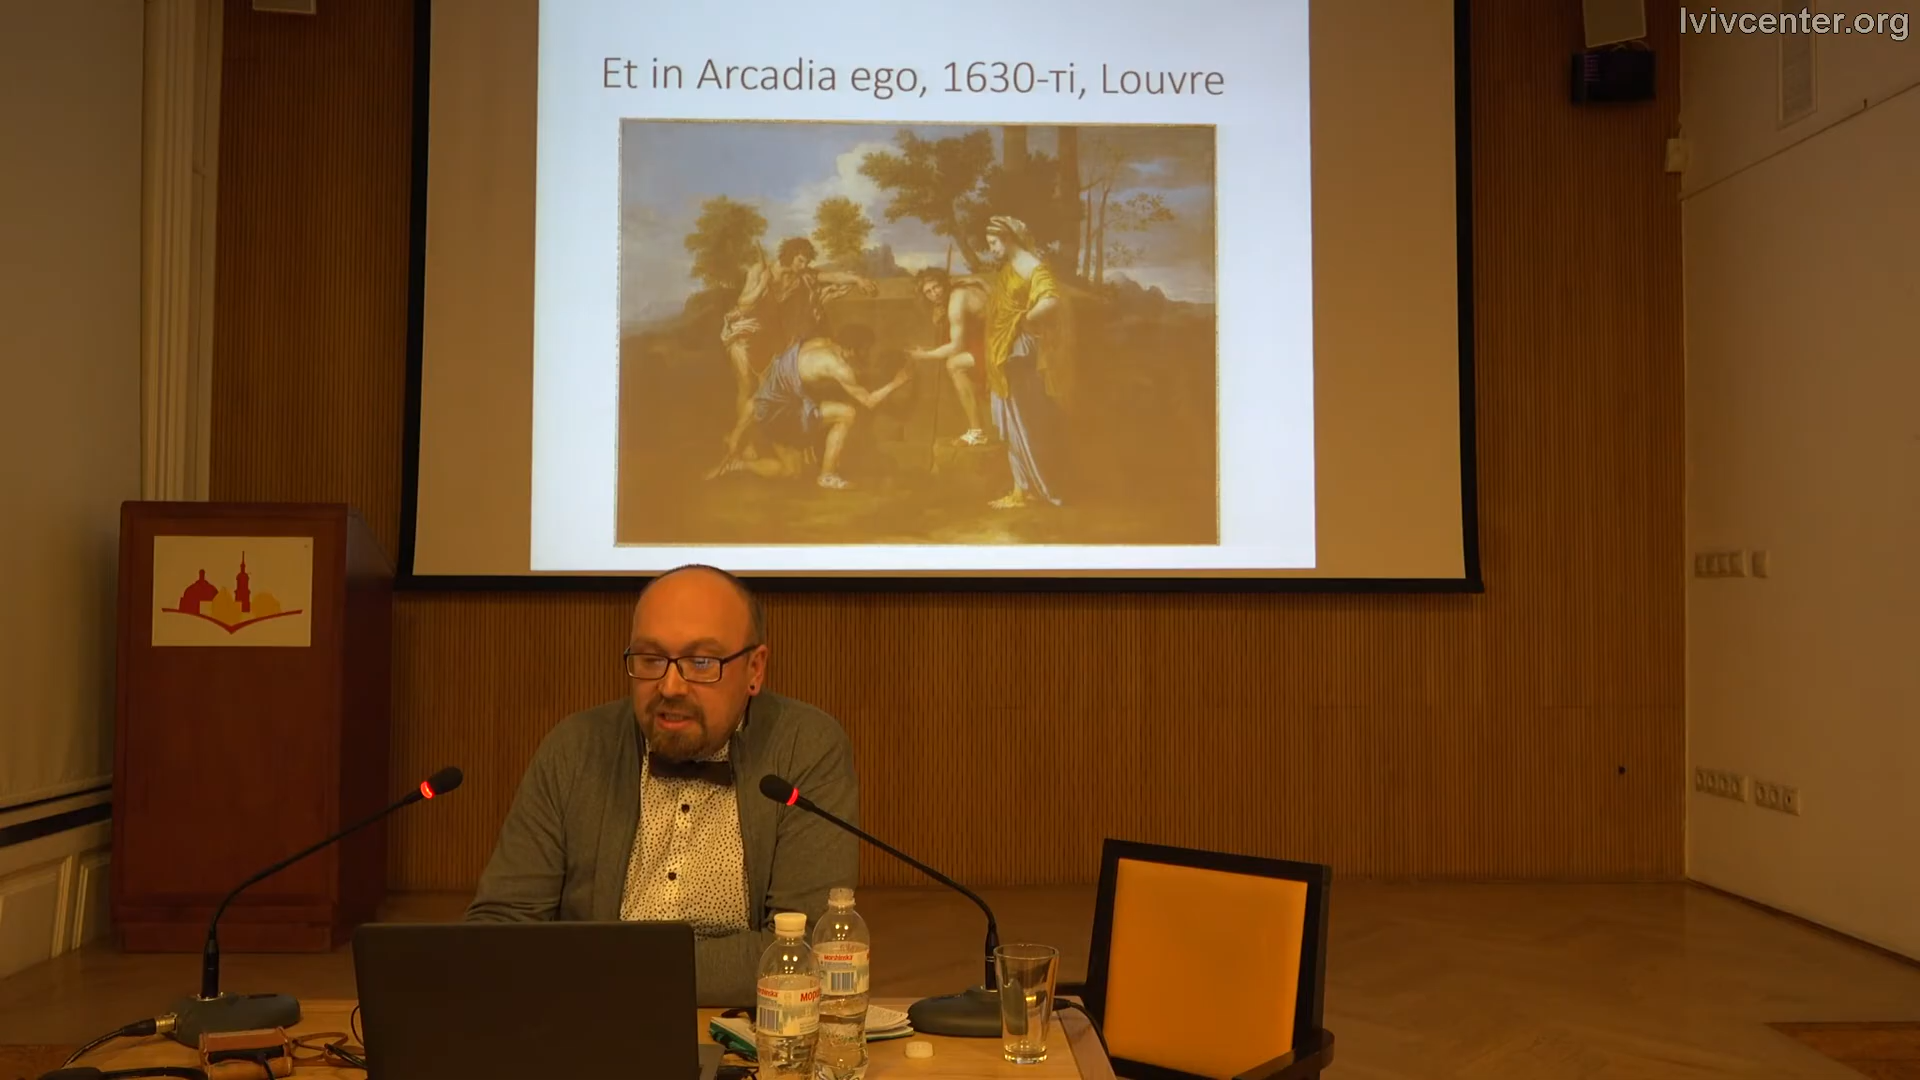 lvivcenter.org
Et in Arcadia ego, 1630-ті, Louvre